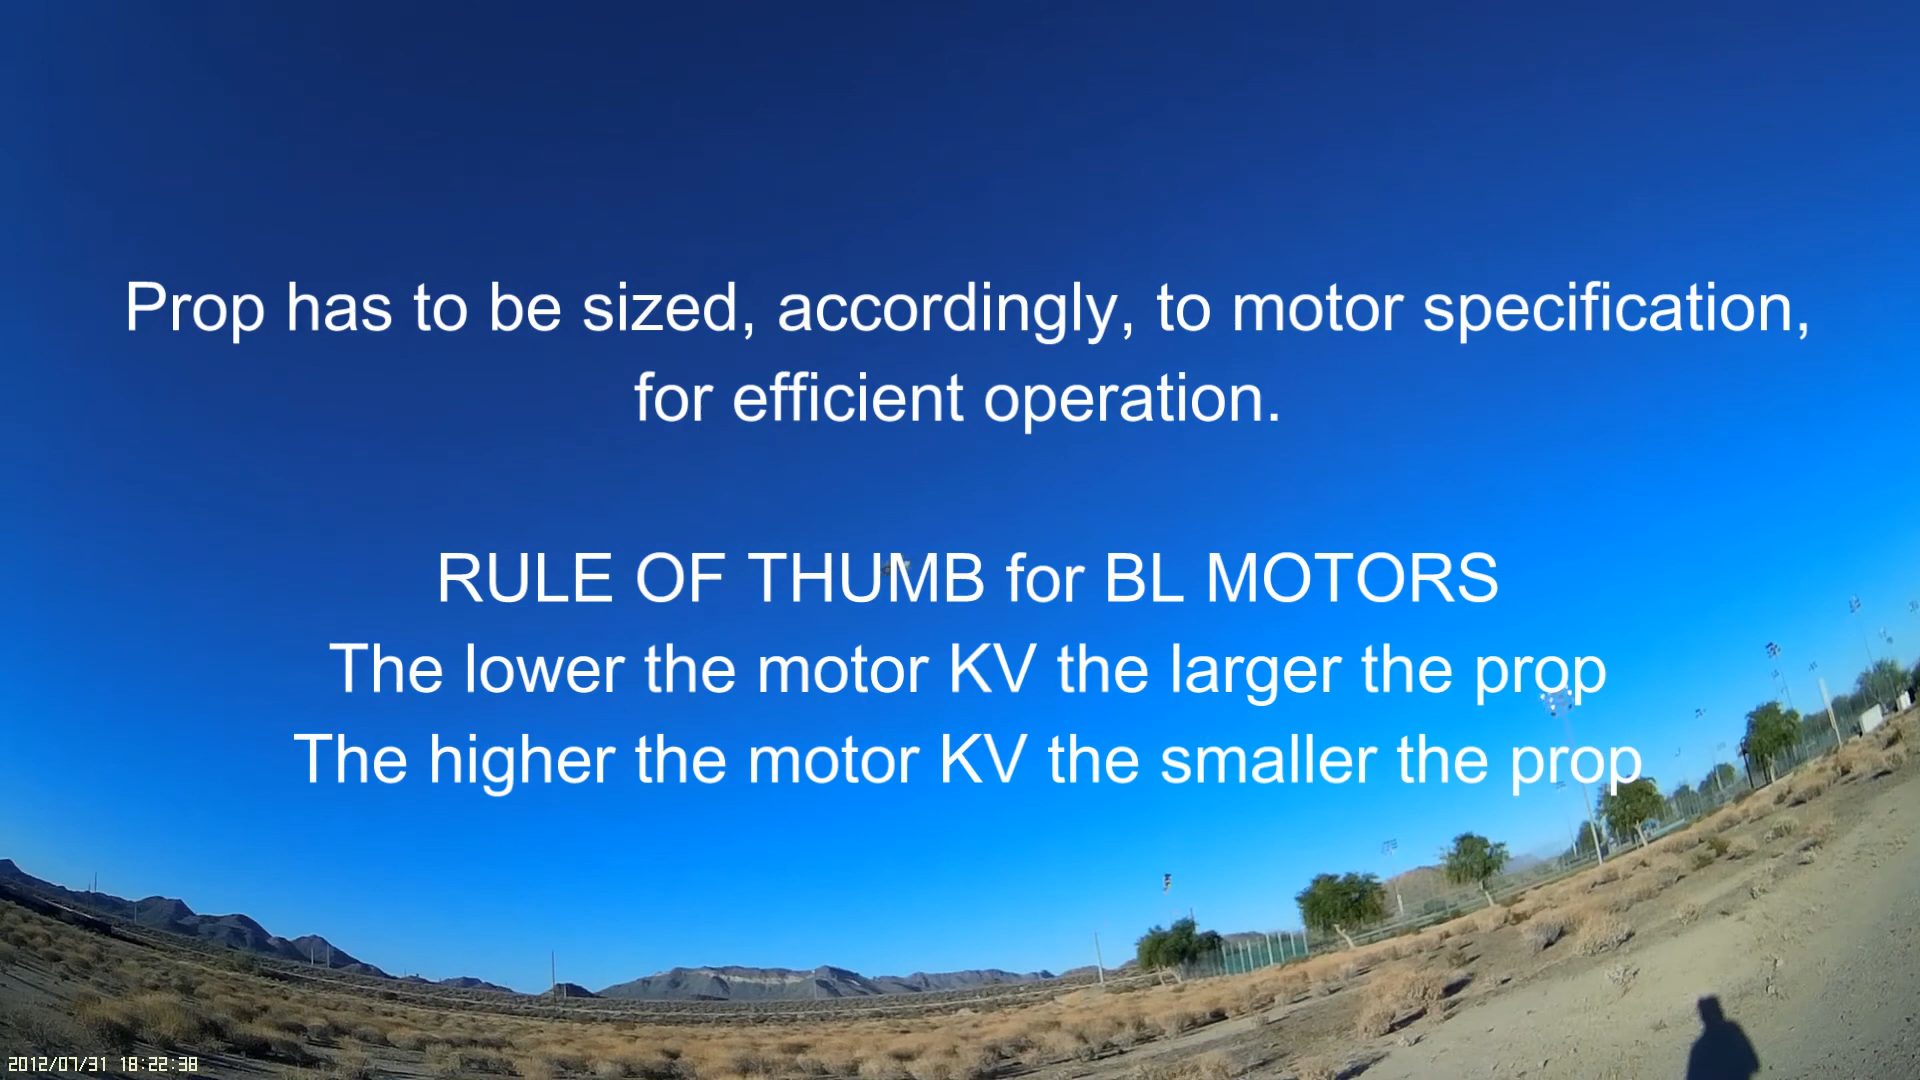 Prop has to be sized, accordingly, to motor specification,
for efficient operation.
RULE OF THUMB for BL MOTORS
The lower the motor KV the larger the prop
The higher the motor KV the smaller the prop
2012/07/31 18:22:38